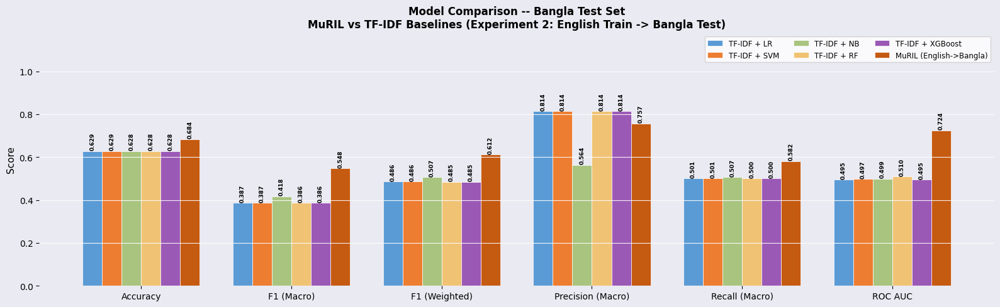 Model Comparison -- Bangla Test Set
MuRIL vs TF-IDF Baselines (Experiment 2: English Train -> Bangla Test)
TF-IDF + LR
TF-IDF + SVM
TF-IDF + NB
TF-IDF + RF
TF-IDF + XGBoost
MuRIL (English->Bangla)
Score
1.0
0.8
0.6
0.4
0.2
0.0
0.629 0.629 0.628 0.628 0.628 0.684
0.387 0.387 0.418 0.386 0.386 0.548
0.486 0.486 0.507 0.485 0.485 0.612
0.814 0.814 0.564 0.814 0.814 0.757
0.501 0.501 0.507 0.500 0.500 0.582
0.495 0.497 0.499 0.510 0.495 0.724
Accuracy F1 (Macro) F1 (Weighted) Precision (Macro) Recall (Macro) ROC AUC